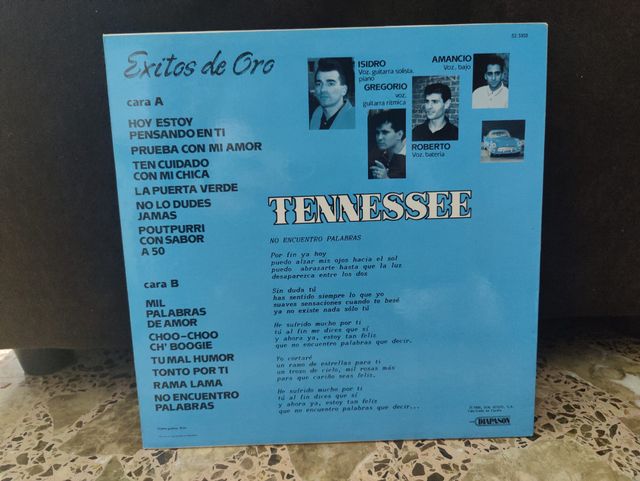 52.5059
Exitos de Oro
cara A
HOY ESTOY
PENSANDO EN TI
PRUEBA CON MI AMOR
TEN CUIDADO
CON MI CHICA
LA PUERTA VERDE
NO LO DUDES
JAMAS
POUTPURRI
CON SABOR
A 50
cara B
MIL
PALABRAS
DE AMOR
CHOO-CHOO
CH' BOOGIE
TU MAL HUMOR
TONTO POR TI
RAMA LAMA
NO ENCUENTRO
PALABRAS
ISIDRO
Voz, guitarra solista,
piano
GREGORIO
voz,
guitarra rítmica
AMANCIO
Voz, bajo
ROBERTO
Voz, batería
TENNESSEE
NO ENCUENTRO PALABRAS
Por fin ya hoy
puedo alzar mis ojos hacia el sol
puedo abrazarte hasta que la luz
desaparezca entre los dos
Sin duda tú
has sentido siempre lo que yo
suaves sensaciones cuando te besé
ya no existe nada sólo tú
He sufrido mucho por ti
tú al fin me dices que sí
y ahora ya, estoy tan feliz
que no encuentro palabras que decir.
Yo cortaré
un ramo de estrellas para ti
un trozo de cielo, mil rosas más
para que cariño seas feliz.
He sufrido mucho por ti
tú al fin dices que sí
y ahora ya, estoy tan feliz
que no encuentro palabras que decir...
DIAPASON